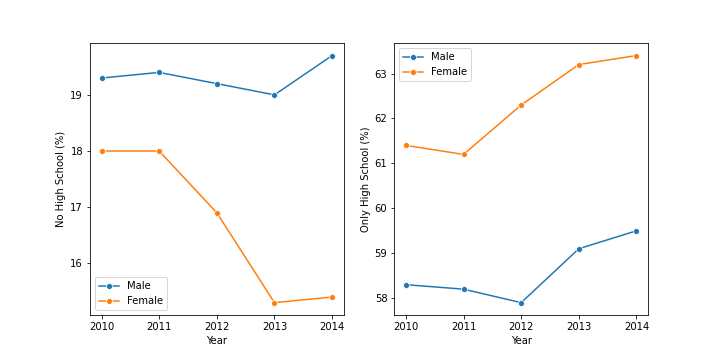 No High School (%)
19
18
17
16
Male
Female
2010 2011 2012 2013 2014
Year
Only High School (%)
Male
Female
63
62
61
60
59
58
2010 2011 2012 2013 2014
Year